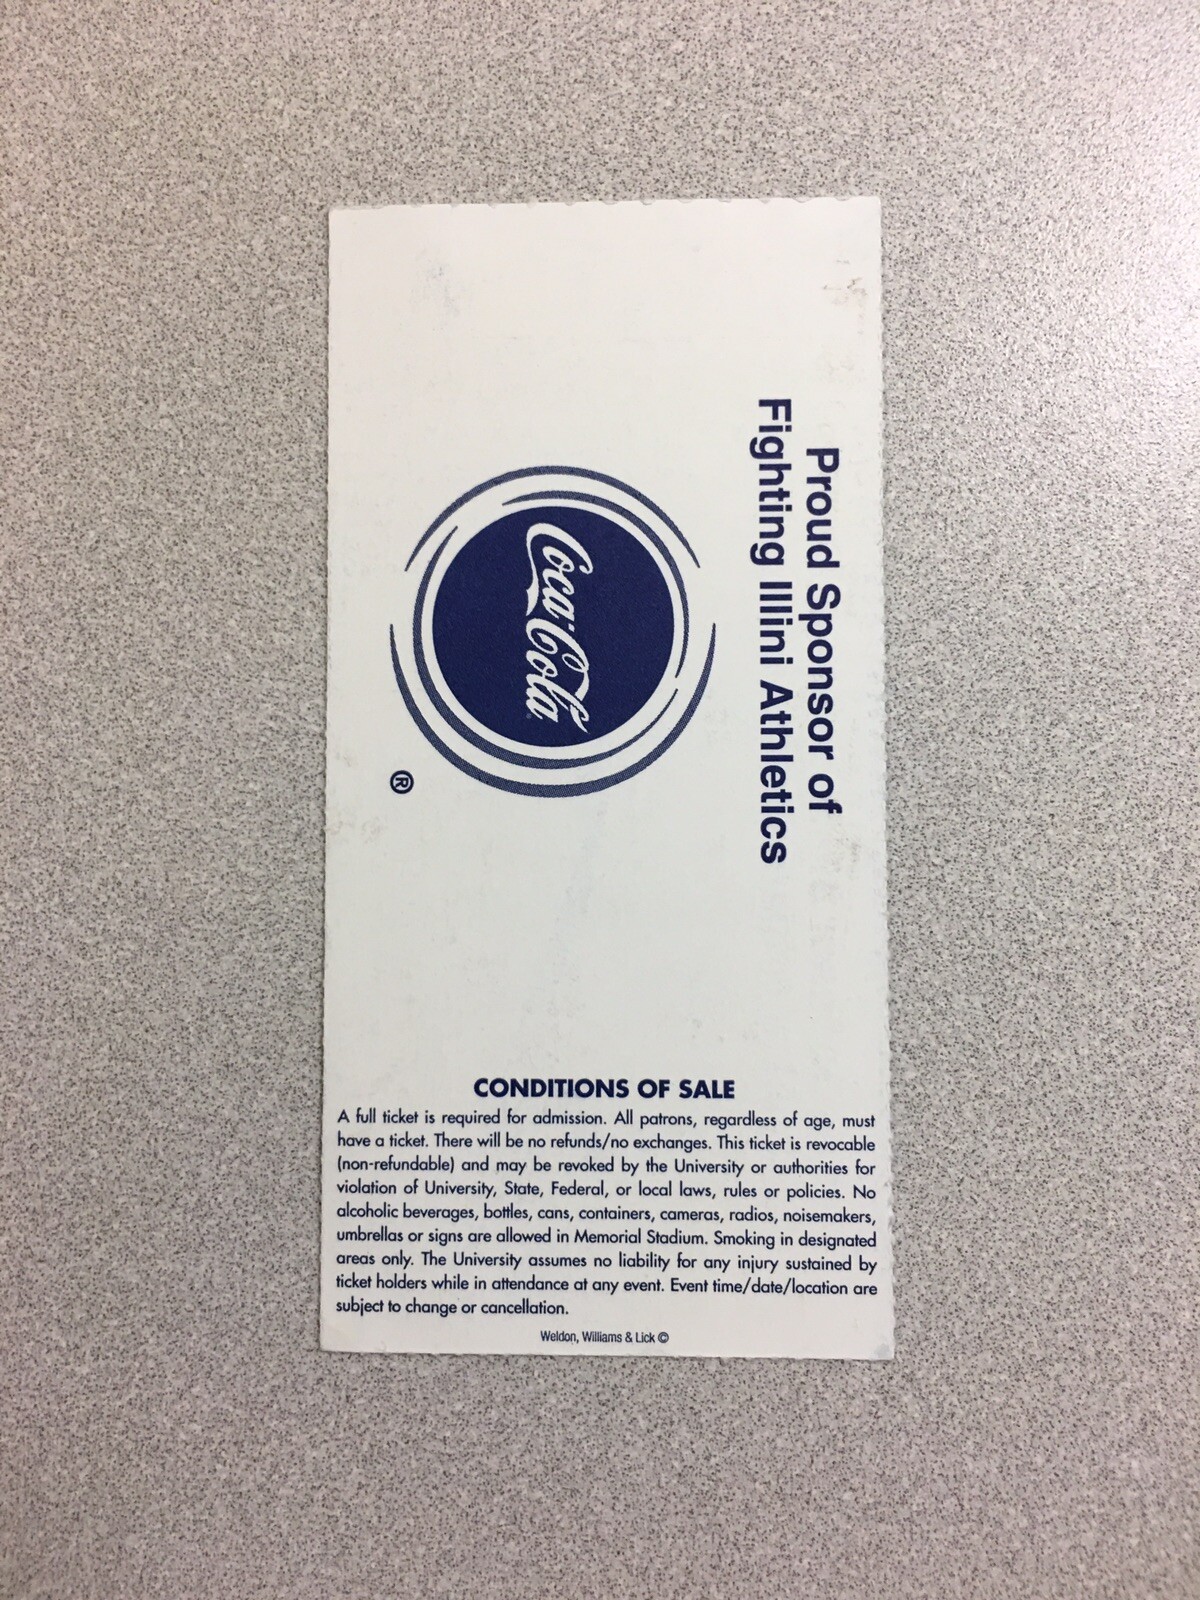 Proud Sponsor of
Fighting Illini Athletics
Coca-Cola
®
CONDITIONS OF SALE
A full ticket is required for admission. All patrons, regardless of age, must
have a ticket. There will be no refunds/no exchanges. This ticket is revocable
(non-refundable) and may be revoked by the University or authorities for
violation of University, State, Federal, or local laws, rules or policies. No
alcoholic beverages, bottles, cans, containers, cameras, radios, noisemakers,
umbrellas or signs are allowed in Memorial Stadium. Smoking in designated
areas only. The University assumes no liability for any injury sustained by
ticket holders while in attendance at any event. Event time/date/location are
subject to change or cancellation.
Weldon, Williams & Lick ©